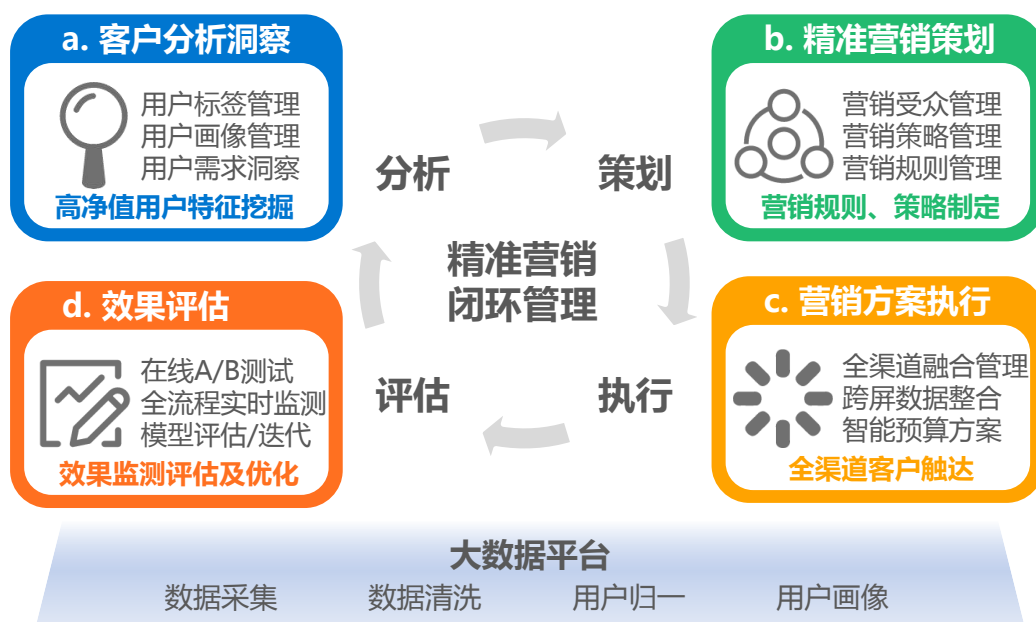 a. 客户分析洞察
用户标签管理
用户画像管理
用户需求洞察
高净值用户特征挖掘
b. 精准营销策划
营销受众管理
营销策略管理
营销规则管理
营销规则、策略制定
分析
策划
精准营销
闭环管理
评估
执行
d. 效果评估
在线A/B测试
全流程实时监测
模型评估/迭代
效果监测评估及优化
c. 营销方案执行
全渠道融合管理
跨屏数据整合
智能预算方案
全渠道客户触达
大数据平台
数据采集 数据清洗 用户归一 用户画像